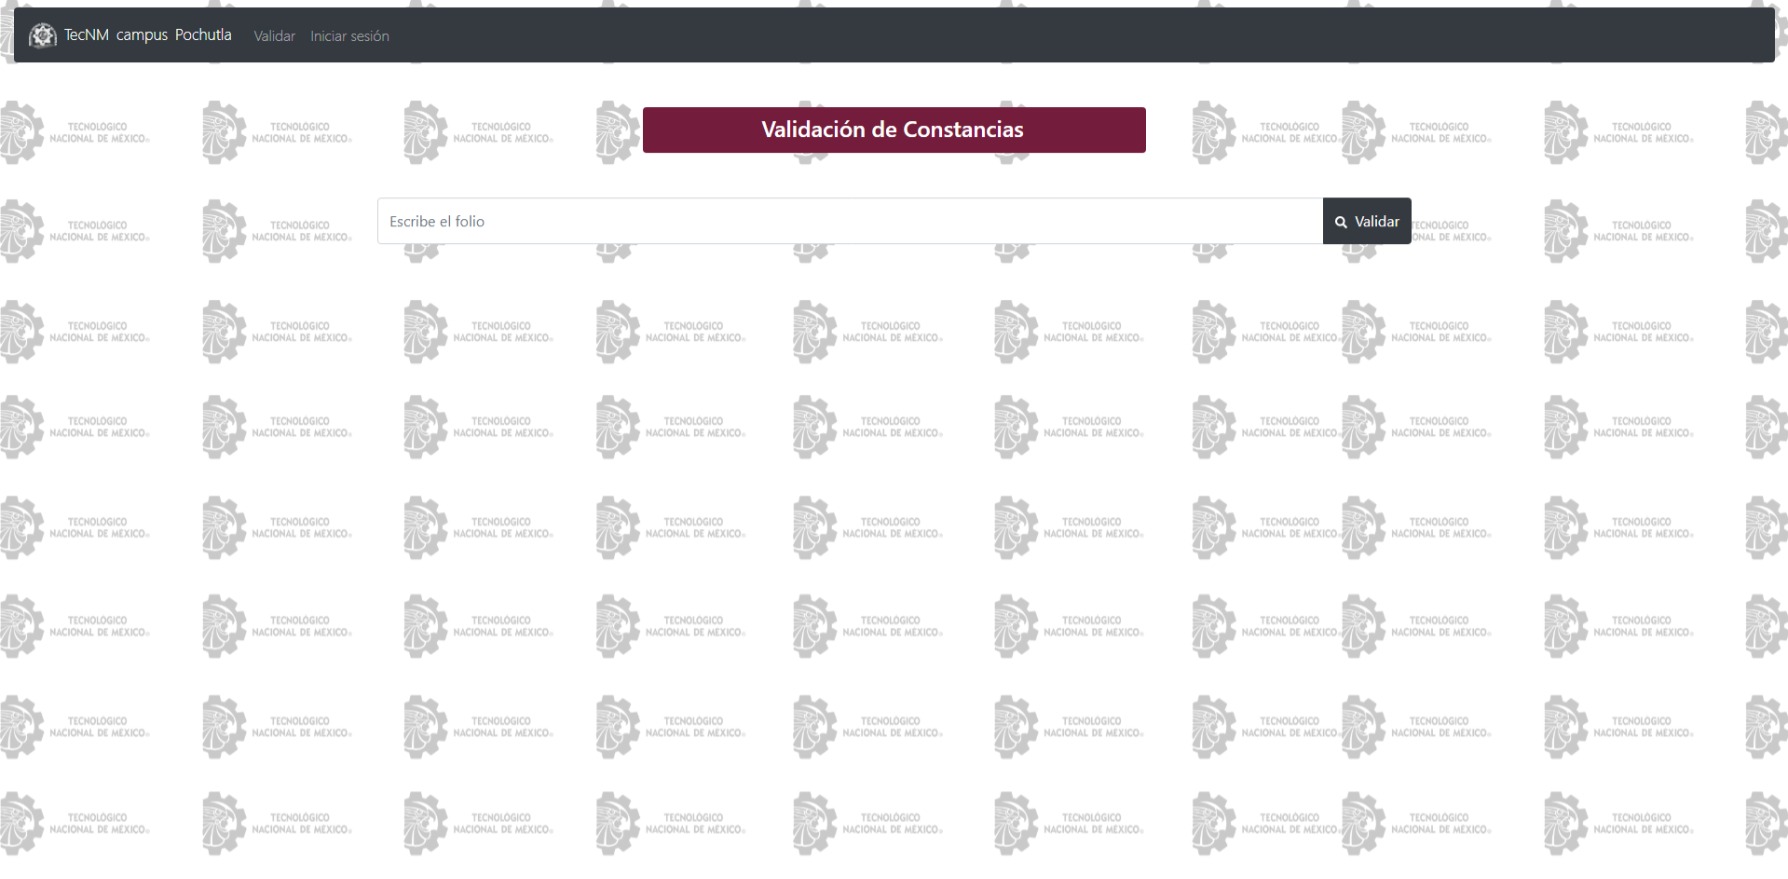 TecNM campus Pochutla Validar Iniciar sesión
Validación de Constancias
Escribe el folio Validar
TECNOLÓGICO NACIONAL DE MÉXICO